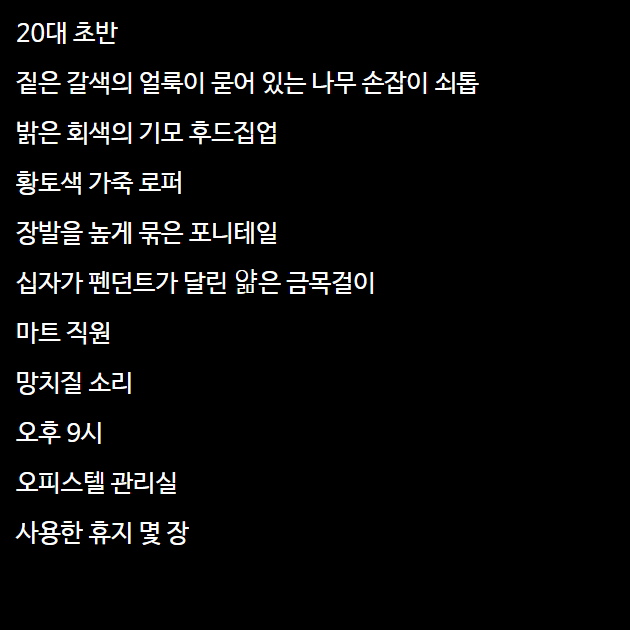 20대 초반
짙은 갈색의 얼룩이 묻어 있는 나무 손잡이 쇠톱
밝은 회색의 기모 후드집업
황토색 가죽 로퍼
장발을 높게 묶은 포니테일
십자가 펜던트가 달린 얇은 금목걸이
마트 직원
망치질 소리
오후 9시
오피스텔 관리실
사용한 휴지 몇 장